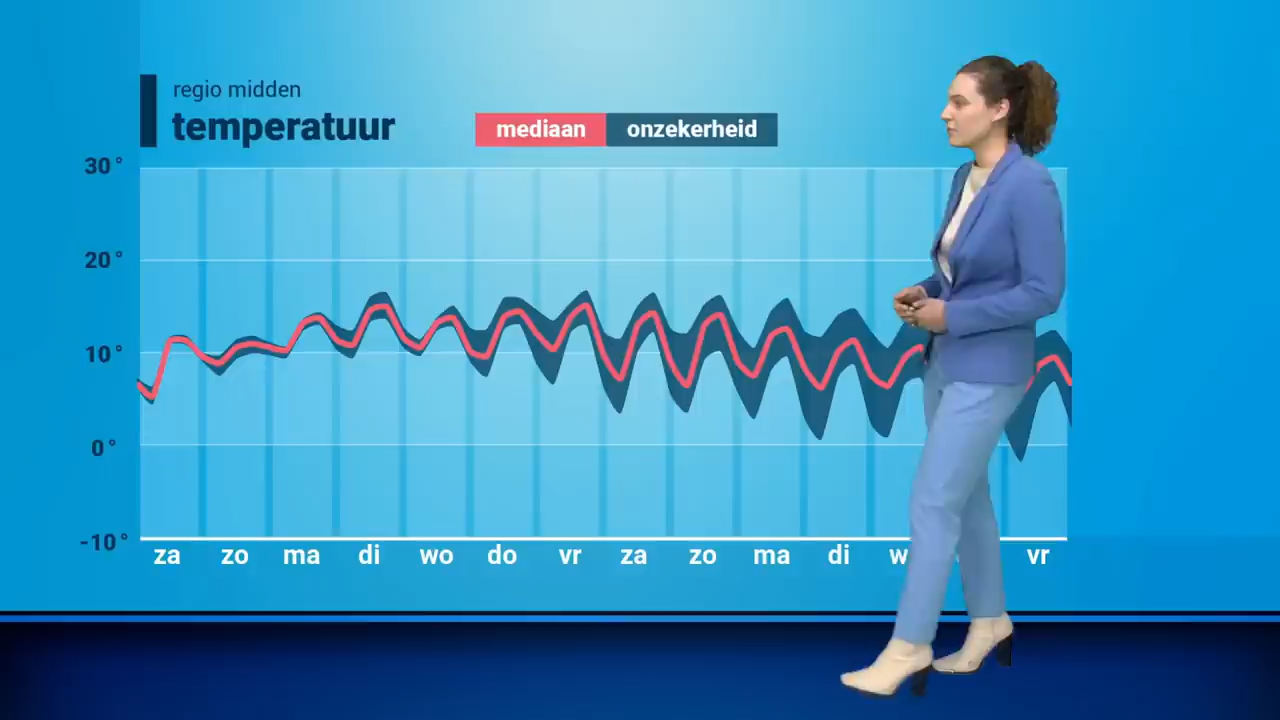 regio midden
temperatuur
mediaan onzekerheid
30°
20°
10°
0°
-10°
za zo ma di wo do vr za zo ma di vr